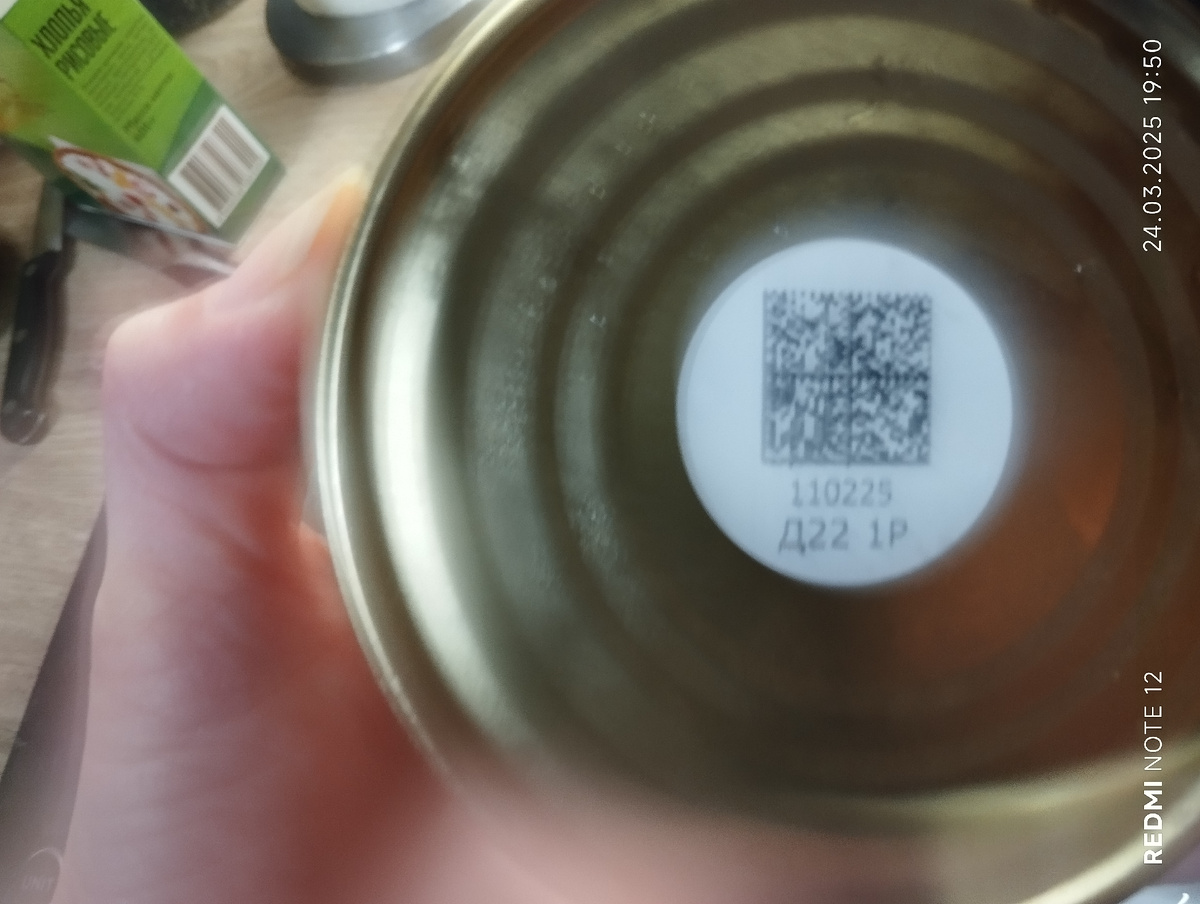 ХЛОПЬЯ
РИСОВЫЕ
110225
Д22 1Р
24.03.2025 19:50
REDMI NOTE 12